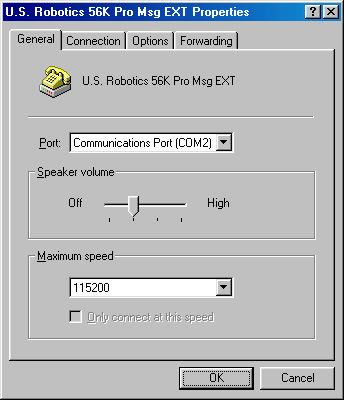 U.S. Robotics 56K Pro Msg EXT Properties
General Connection Options Forwarding
U.S. Robotics 56K Pro Msg EXT
Port: Communications Port (COM2)
Speaker volume
Off High
Maximum speed
115200
Only connect at this speed
OK Cancel